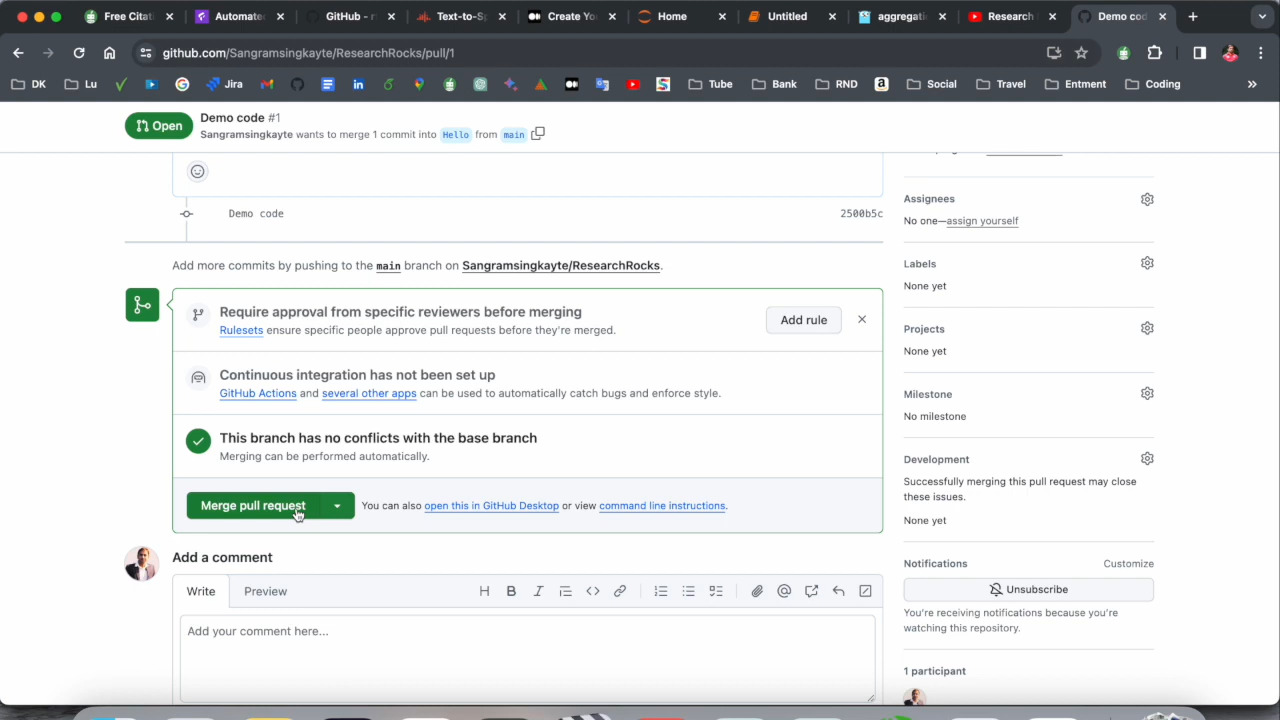 Free Citat
Automate
GitHub - r
Text-to-Sp
Create Yo
Home
Untitled
aggregati
Research
Demo cod
github.com/Sangramsingkayte/ResearchRocks/pull/1
DK
Lu
Jira
Tube
Bank
RND
Social
Travel
Entment
Coding
Open
Demo code #1
Sangramsingkayte wants to merge 1 commit into Hello from main
Demo code 2500b5c
Add more commits by pushing to the main branch on Sangramsingkayte/ResearchRocks.
Require approval from specific reviewers before merging
Rulesets ensure specific people approve pull requests before they're merged.
Add rule
Continuous integration has not been set up
GitHub Actions and several other apps can be used to automatically catch bugs and enforce style.
This branch has no conflicts with the base branch
Merging can be performed automatically.
Merge pull request
You can also open this in GitHub Desktop or view command line instructions.
Add a comment
Write
Preview
Add your comment here...
Assignees
No one—assign yourself
Labels
None yet
Projects
None yet
Milestone
No milestone
Development
Successfully merging this pull request may close
these issues.
None yet
Notifications
Customize
Unsubscribe
You're receiving notifications because you're
watching this repository.
1 participant